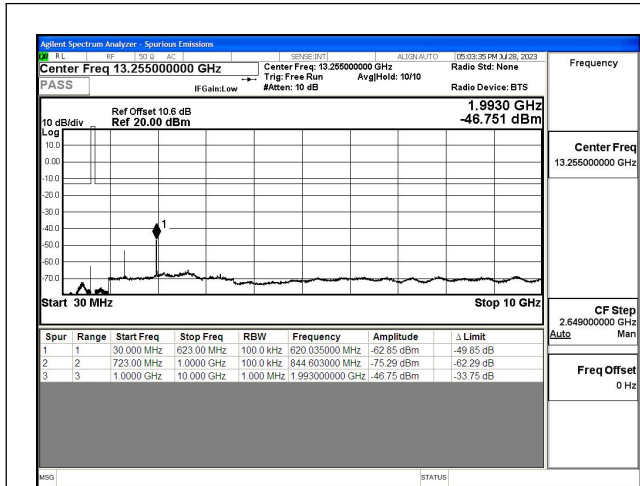 Agilent Spectrum Analyzer - Spurious Emissions
RL RF 50 Ω AC SENSE:INT ALIGN AUTO 05:03:35 PM Jul 28, 2023
Center Freq 13.255000000 GHz Center Freq: 13.255000000 GHz Radio Std: None Frequency
Trig: Free Run Avg|Hold: 10/10
PASS IFGain:Low #Atten: 10 dB Radio Device: BTS
1.9930 GHz
Ref Offset 10.6 dB
10 dB/div Ref 20.00 dBm -46.751 dBm
Log
10.0
0.00
-10.0
-20.0
-30.0
-40.0
-50.0
-60.0
-70.0
1
Start 30 MHz Stop 10 GHz
Center Freq
13.255000000 GHz
CF Step
2.649000000 GHz
Auto Man
Freq Offset
0 Hz
Spur Range Start Freq Stop Freq RBW Frequency Amplitude Δ Limit
1 1 30.000 MHz 623.00 MHz 100.0 kHz 620.035000 MHz -62.85 dBm -49.85 dB
2 2 723.00 MHz 1.0000 GHz 100.0 kHz 844.603000 MHz -75.29 dBm -62.29 dB
3 3 1.0000 GHz 10.000 GHz 1.000 MHz 1.993000000 GHz -46.75 dBm -33.75 dB
MSG STATUS